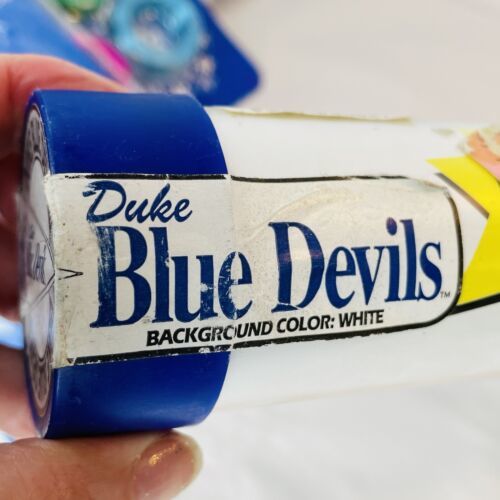 Duke
Blue Devils™
BACKGROUND COLOR: WHITE